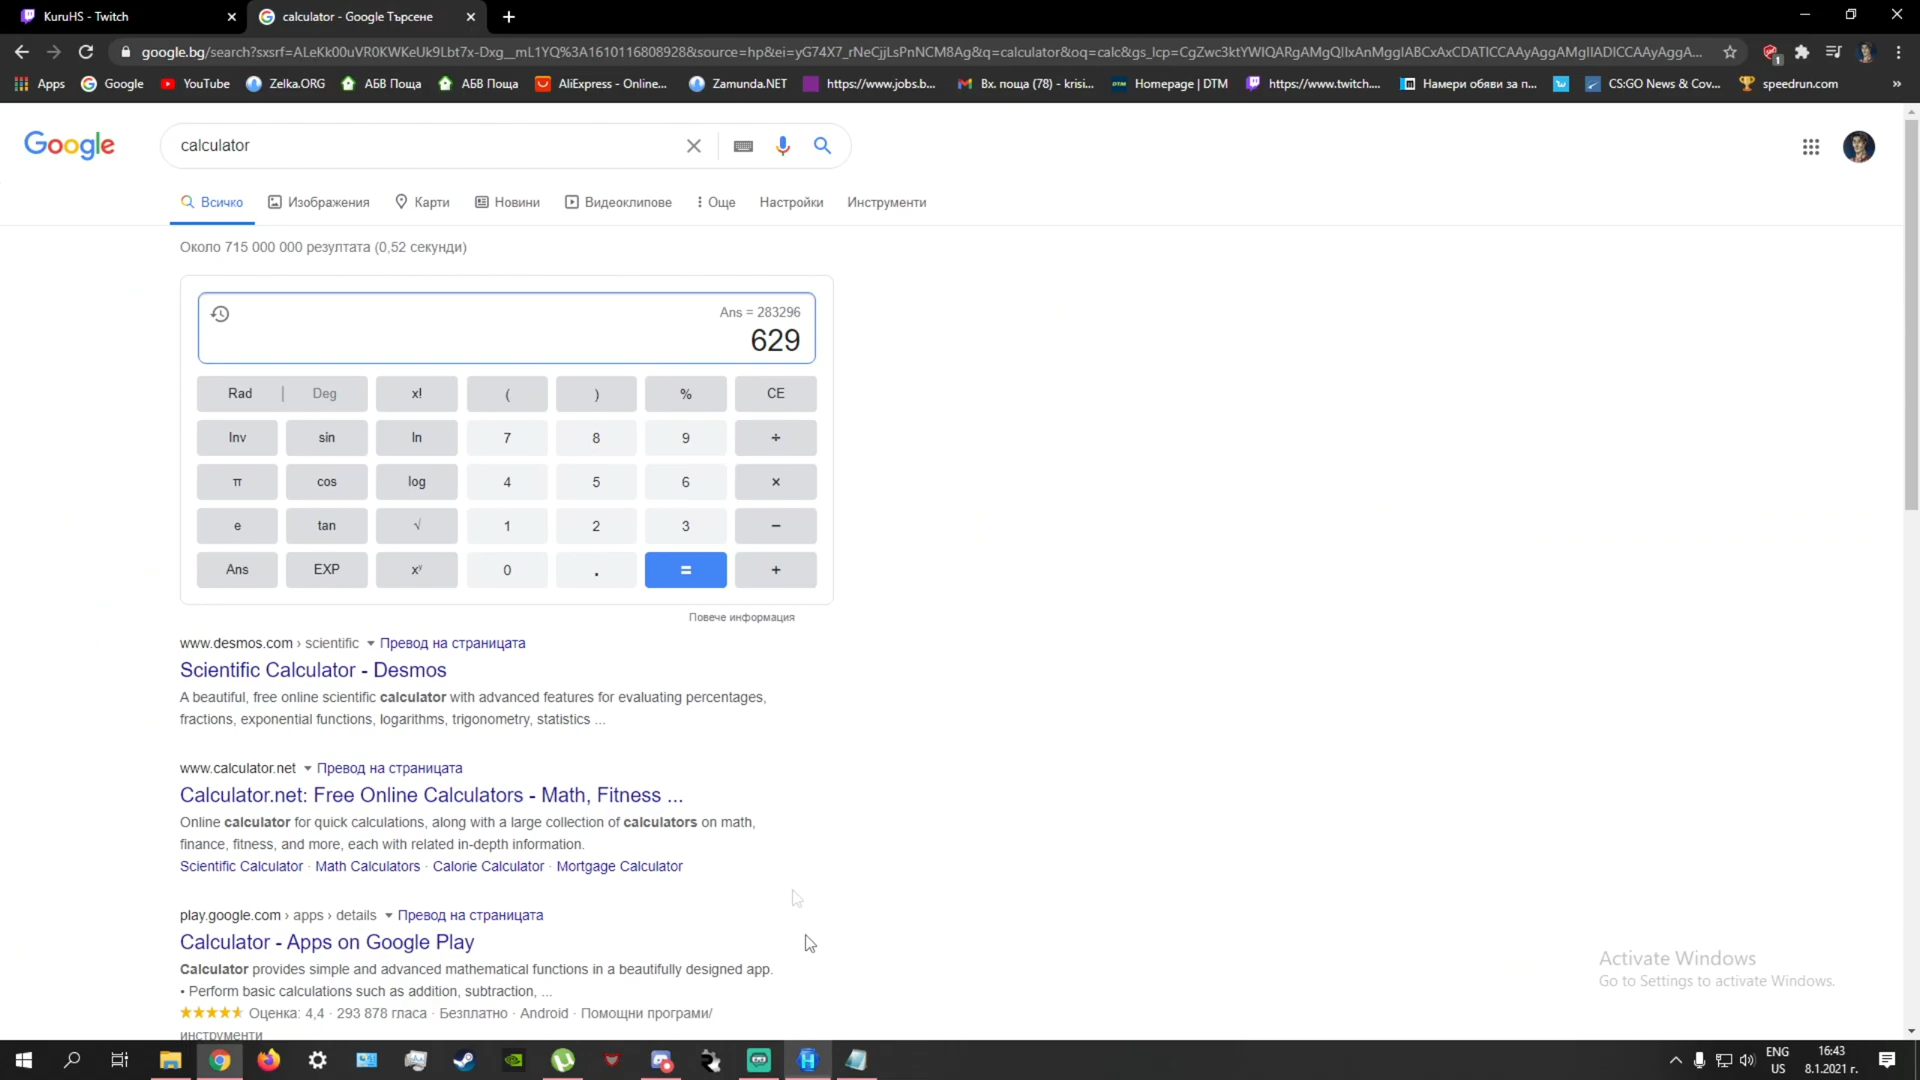 KuruHS - Twitch
calculator - Google Търсене
google.bg/search?sxsrf=ALeKk00uVR0KWKeUk9Lbt7x-Dxg__mL1YQ%3A1610116808928&source=hp&ei=yG74X7_rNeCjjLsPnNCM8Ag&q=calculator&oq=calc&gs_lcp=CgZwc3ktYWIQARgAMgQIIxAnMggIABCxAxCDATICCAAyAggAMgIIADICCAAyAggA...
Apps
Google
YouTube
Zelka.ORG
АБВ Поща
АБВ Поща
AliExpress - Online...
Zamunda.NET
https://www.jobs.b...
Вх. поща (78) - krisi...
Homepage | DTM
https://www.twitch....
Намери обяви за п...
CS:GO News & Cov...
speedrun.com
»
Google
calculator
Всичко
Изображения
Карти
Новини
Видеоклипове
Още
Настройки
Инструменти
Около 715 000 000 резултата (0,52 секунди)
Ans = 283296
629
Rad | Deg x! ( ) % CE
Inv sin ln 7 8 9 ÷
π cos log 4 5 6 ×
e tan √ 1 2 3 −
Ans EXP xʸ 0 . = +
Повече информация
www.desmos.com › scientific Превод на страницата
Scientific Calculator - Desmos
A beautiful, free online scientific calculator with advanced features for evaluating percentages,
fractions, exponential functions, logarithms, trigonometry, statistics ...
www.calculator.net Превод на страницата
Calculator.net: Free Online Calculators - Math, Fitness ...
Online calculator for quick calculations, along with a large collection of calculators on math,
finance, fitness, and more, each with related in-depth information.
Scientific Calculator · Math Calculators · Calorie Calculator · Mortgage Calculator
play.google.com › apps › details Превод на страницата
Calculator - Apps on Google Play
Calculator provides simple and advanced mathematical functions in a beautifully designed app.
• Perform basic calculations such as addition, subtraction, ...
Оценка: 4,4 · 293 878 гласа · Безплатно · Android · Помощни програми/
инструменти
Activate Windows
Go to Settings to activate Windows.
ENG
US
16:43
8.1.2021 г.